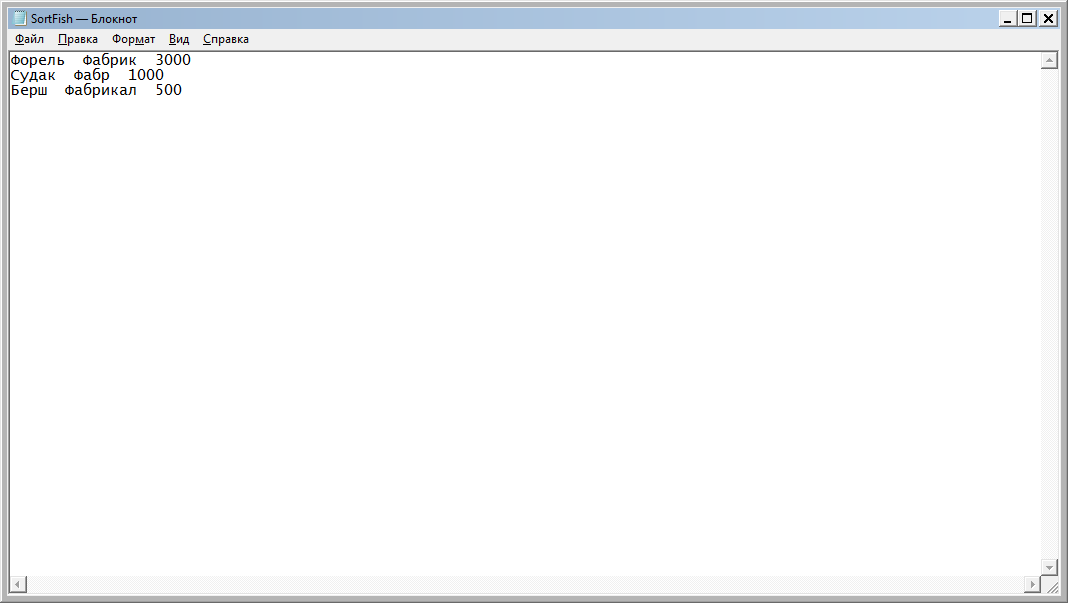 SortFish — Блокнот
Файл Правка Формат Вид Справка
Форель  Фабрик  3000
Судак  Фабр  1000
Берш  Фабрикал  500